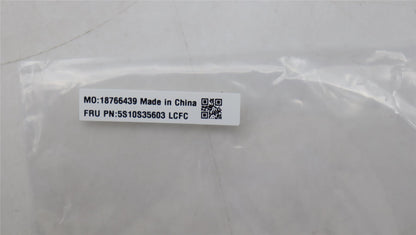 MO:18766439 Made in China
FRU PN:5S10S35603 LCFC